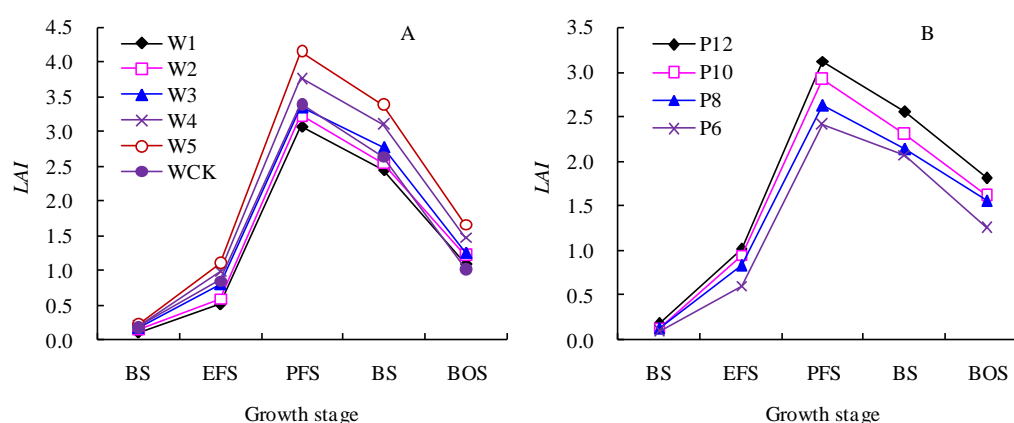 A
LAI
4.5
4.0
3.5
3.0
2.5
2.0
1.5
1.0
0.5
0.0
W1
W2
W3
W4
W5
WCK
BS EFS PFS BS BOS
Growth stage
B
LAI
3.5
3.0
2.5
2.0
1.5
1.0
0.5
0.0
P12
P10
P8
P6
BS EFS PFS BS BOS
Growth stage